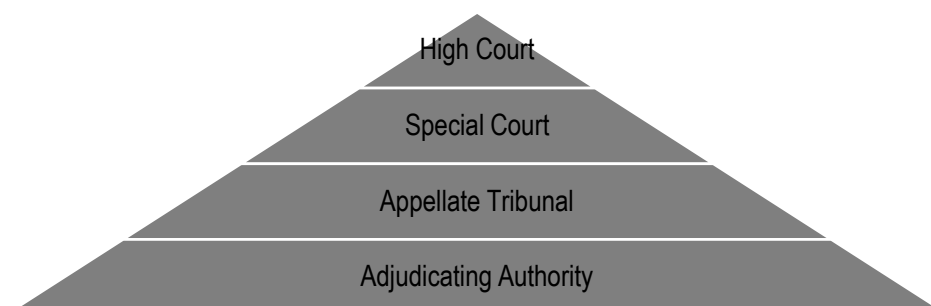 High Court
Special Court
Appellate Tribunal
Adjudicating Authority